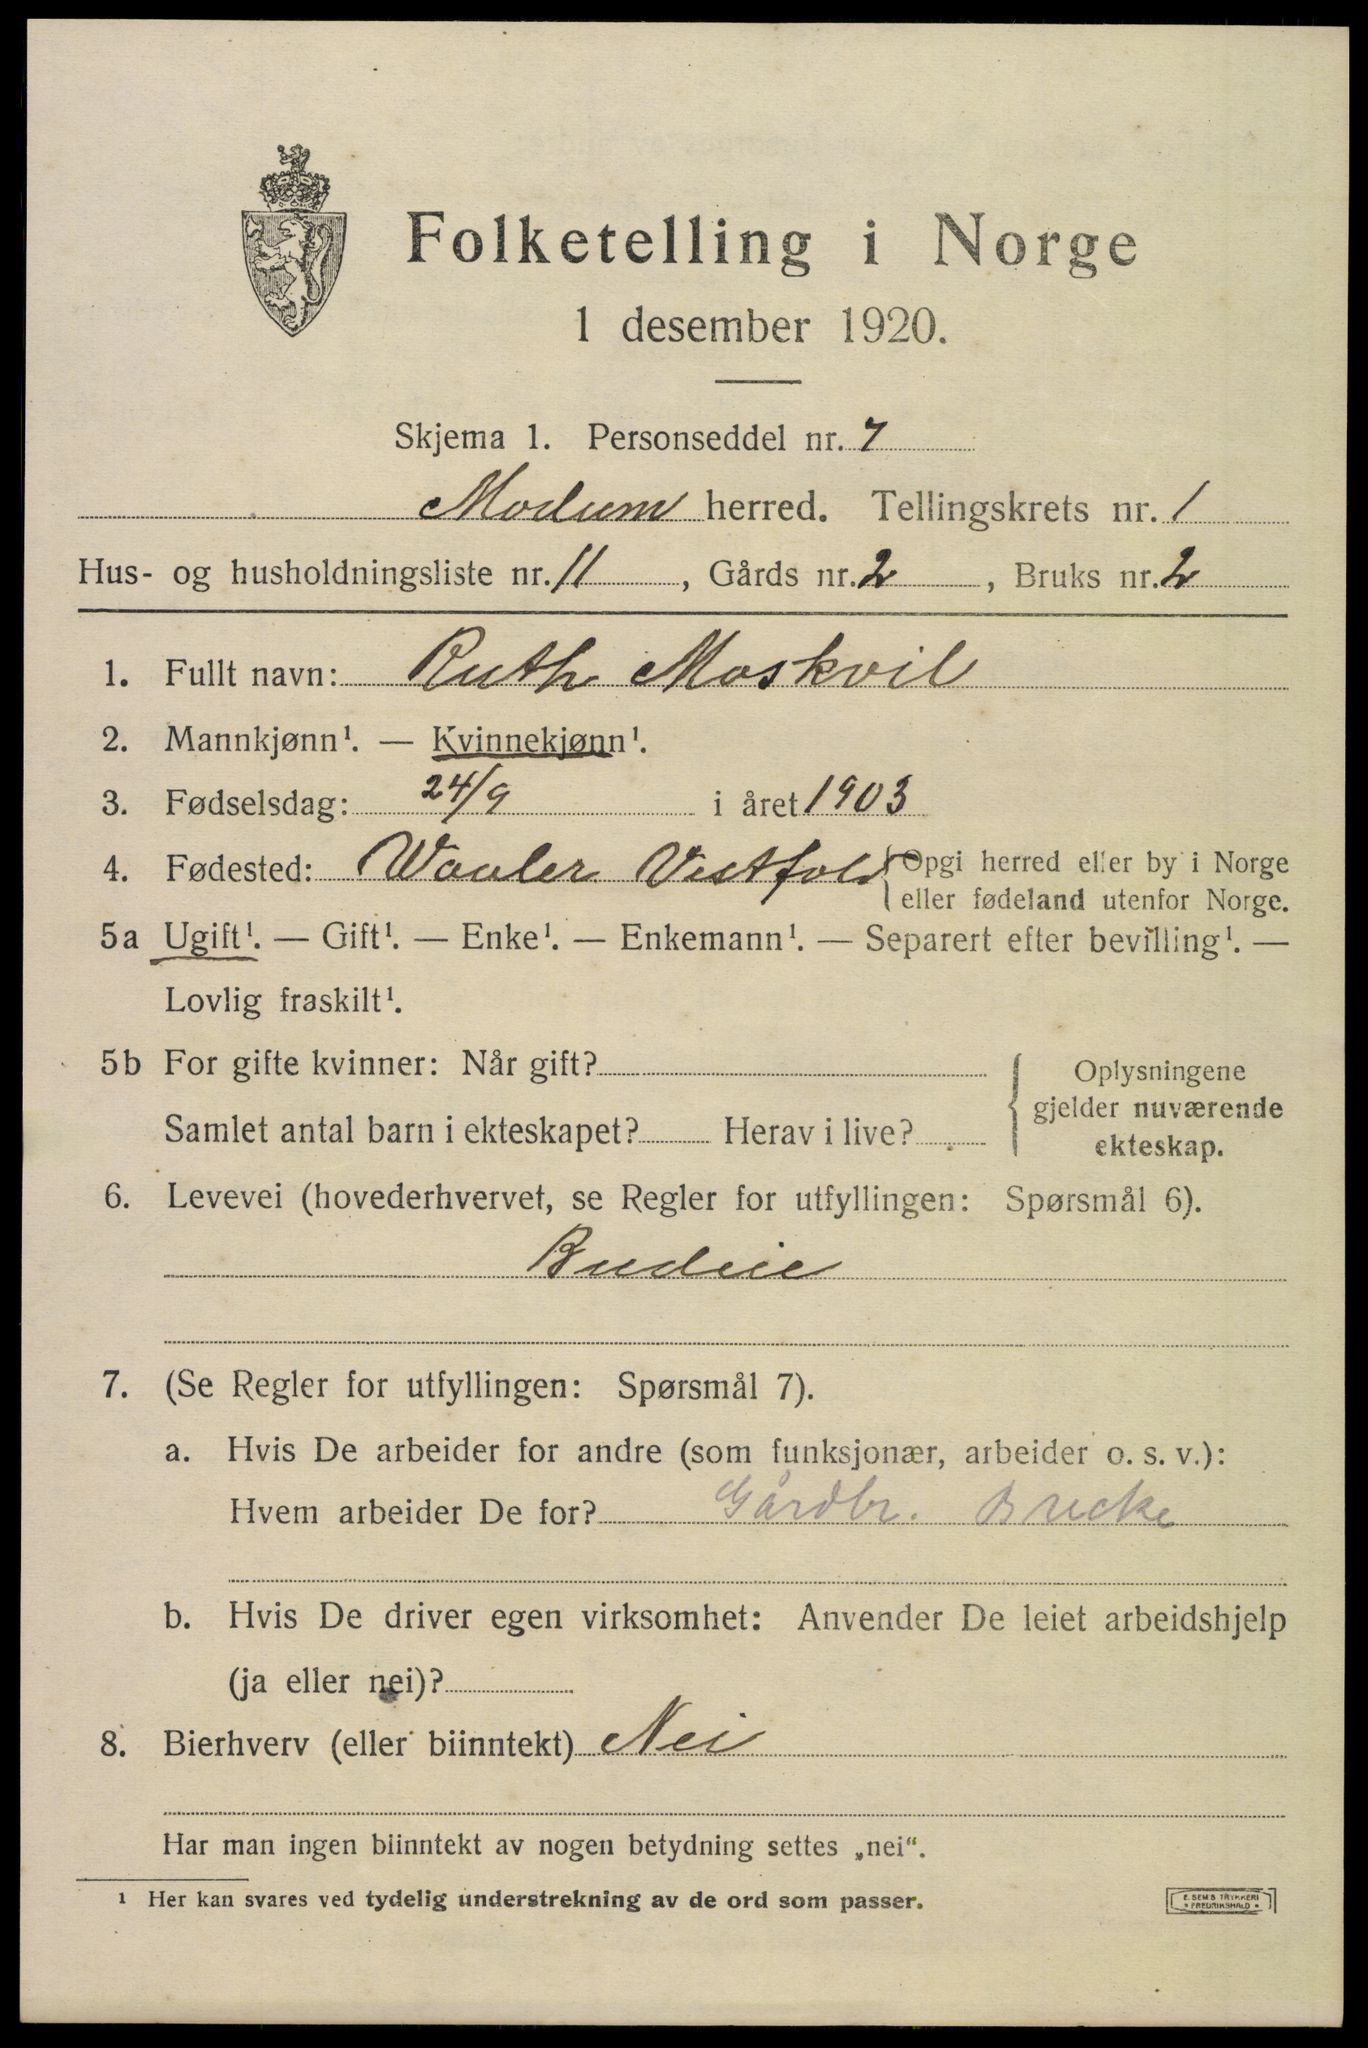 Folketelling i Norge
1 desember 1920.
Skjema 1. Personseddel nr. 7
Modum herred. Tellingskrets nr. 1
Hus- og husholdningsliste nr. 11, Gårds nr. 2, Bruks nr. 2
1. Fullt navn: Ruth Moskvil
2. Mannkjønn¹. — Kvinnekjønn¹.
3. Fødselsdag: 24/9 i året 1903
4. Fødested: Vestfold { Opgi herred eller by i Norge
eller fødeland utenfor Norge.
5a Ugift¹. — Gift¹. — Enke¹. — Enkemann¹. — Separert efter bevilling¹. —
Lovlig fraskilt¹.
5b For gifte kvinner: Når gift? { Oplysningene
gjelder nuværende
Samlet antal barn i ekteskapet? Herav i live? ekteskap.
6. Levevei (hovederhvervet, se Regler for utfyllingen: Spørsmål 6).
Budeie
7. (Se Regler for utfyllingen: Spørsmål 7).
a. Hvis De arbeider for andre (som funksjonær, arbeider o. s. v.):
Hvem arbeider De for? Gårdbr. Brecke
b. Hvis De driver egen virksomhet: Anvender De leiet arbeidshjelp
(ja eller nei)?
8. Bierhverv (eller biinntekt) Nei
Har man ingen biinntekt av nogen betydning settes „nei“.
¹ Her kan svares ved tydelig understrekning av de ord som passer.
E. SEMS TRYKKERI
• FREDRIKSHALD •